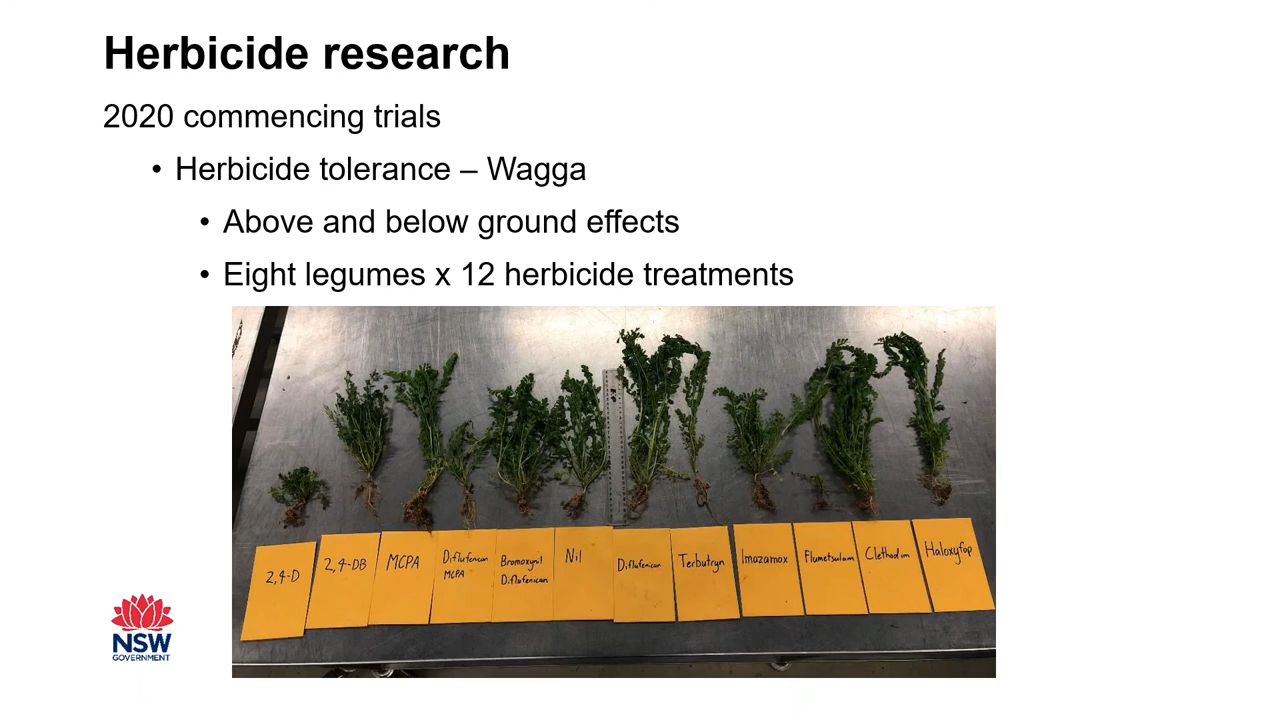 Herbicide research
2020 commencing trials
• Herbicide tolerance – Wagga
• Above and below ground effects
• Eight legumes x 12 herbicide treatments
2,4-D
2,4-DB
MCPA
Diflufenican
MCPA
Bromoxynil
Diflufenican
Nil
Diflufenican
Terbutryn
Imazamox
Flumetsulam
Clethodim
Haloxyfop
NSW
GOVERNMENT